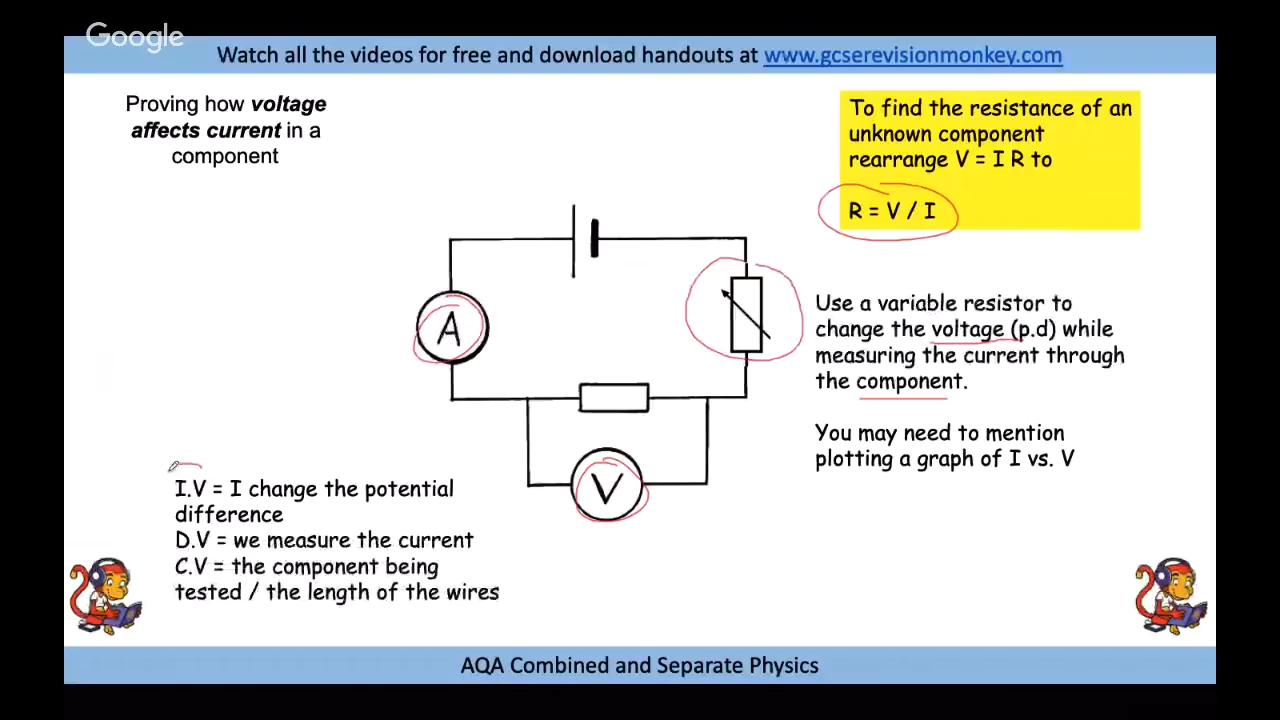 Google
Watch all the videos for free and download handouts at www.gcserevisionmonkey.com
Proving how voltage
affects current in a
component
To find the resistance of an
unknown component
rearrange V = I R to
R = V / I
A
Use a variable resistor to
change the voltage (p.d) while
measuring the current through
the component.
You may need to mention
plotting a graph of I vs. V
V
I.V = I change the potential
difference
D.V = we measure the current
C.V = the component being
tested / the length of the wires
AQA Combined and Separate Physics